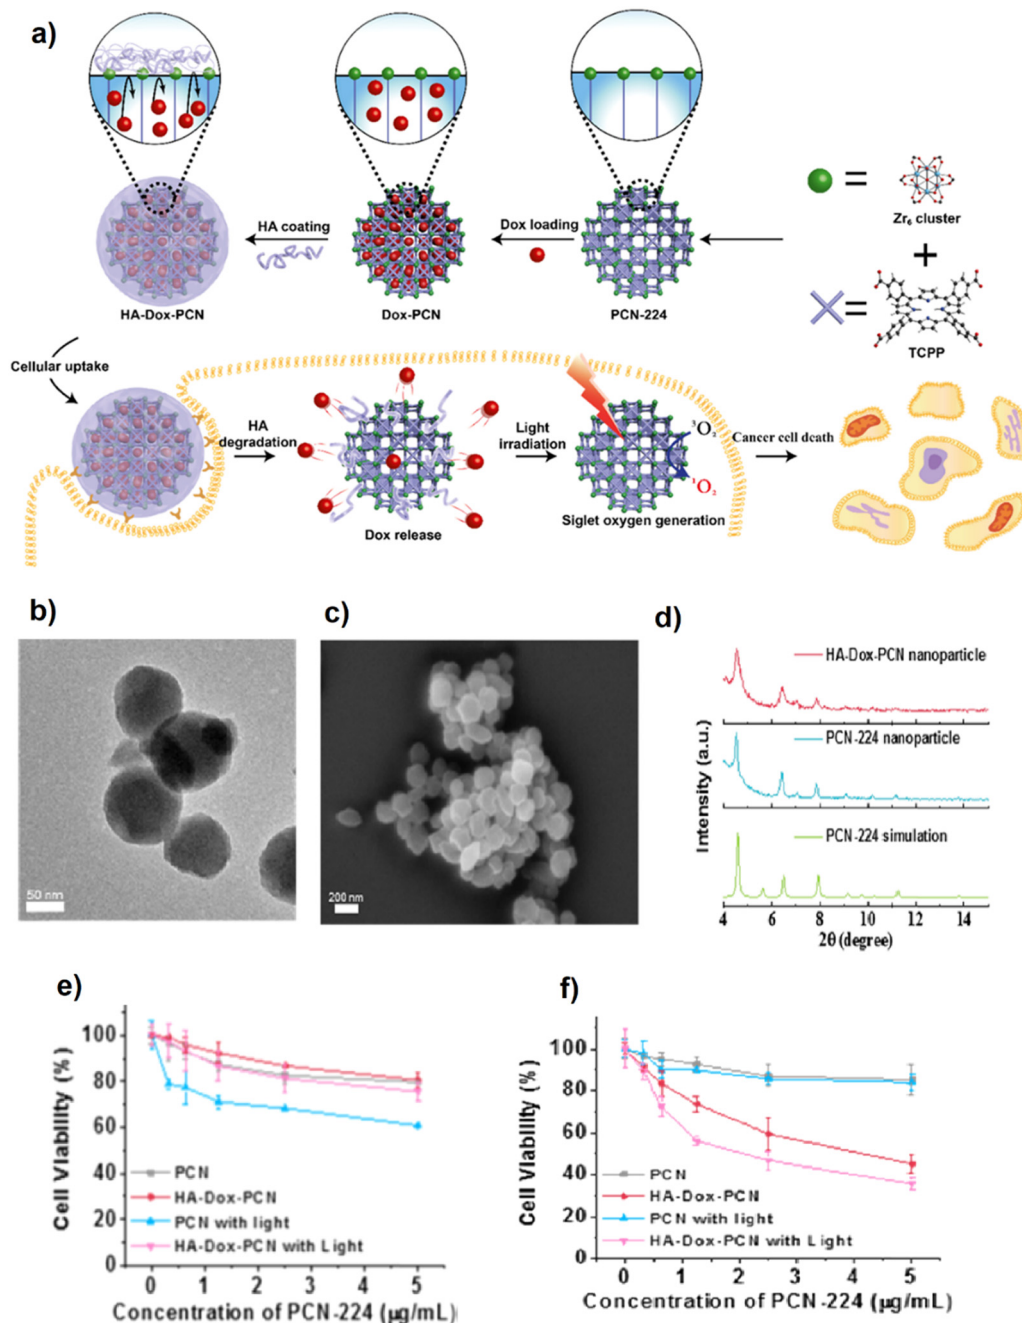 a)
Zr₆ cluster
+
TCPP
HA coating
Dox loading
HA-Dox-PCN
Dox-PCN
PCN-224
Cellular uptake
HA
degradation
Dox release
Light
irradiation
³O₂
¹O₂
Siglet oxygen generation
Cancer cell death
b)
50 nm
c)
200 nm
d)
HA-Dox-PCN nanoparticle
PCN-224 nanoparticle
PCN-224 simulation
Intensity (a.u.)
4 6 8 10 12 14
2θ (degree)
e)
Cell Viability (%)
100
80
60
40
20
0
PCN
HA-Dox-PCN
PCN with light
HA-Dox-PCN with Light
0 1 2 3 4 5
Concentration of PCN-224 (μg/mL)
f)
Cell Viability (%)
100
80
60
40
20
0
PCN
HA-Dox-PCN
PCN with light
HA-Dox-PCN with Light
0 1 2 3 4 5
Concentration of PCN-224 (μg/mL)